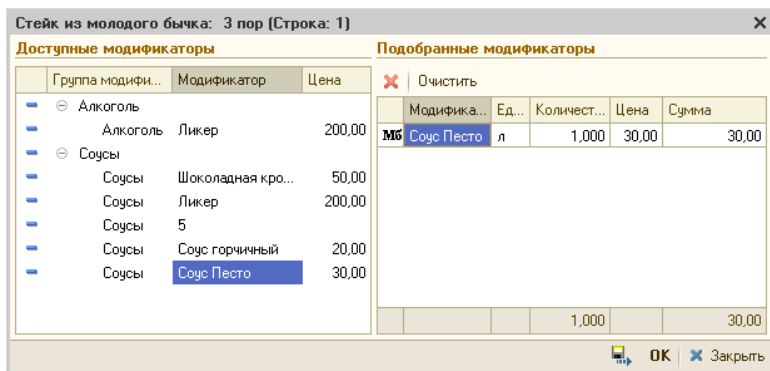 Стейк из молодого бычка: 3 пор (Строка: 1)
Доступные модификаторы
Группа модифи... Модификатор Цена
Алкоголь
Алкоголь Ликер 200,00
Соусы
Соусы Шоколадная кро... 50,00
Соусы Ликер 200,00
Соусы 5
Соусы Соус горчичный 20,00
Соусы Соус Песто 30,00
Подобранные модификаторы
Очистить
Модифика... Ед... Количест... Цена Сумма
Мб Соус Песто л 1,000 30,00 30,00
1,000 30,00
OK Закрыть